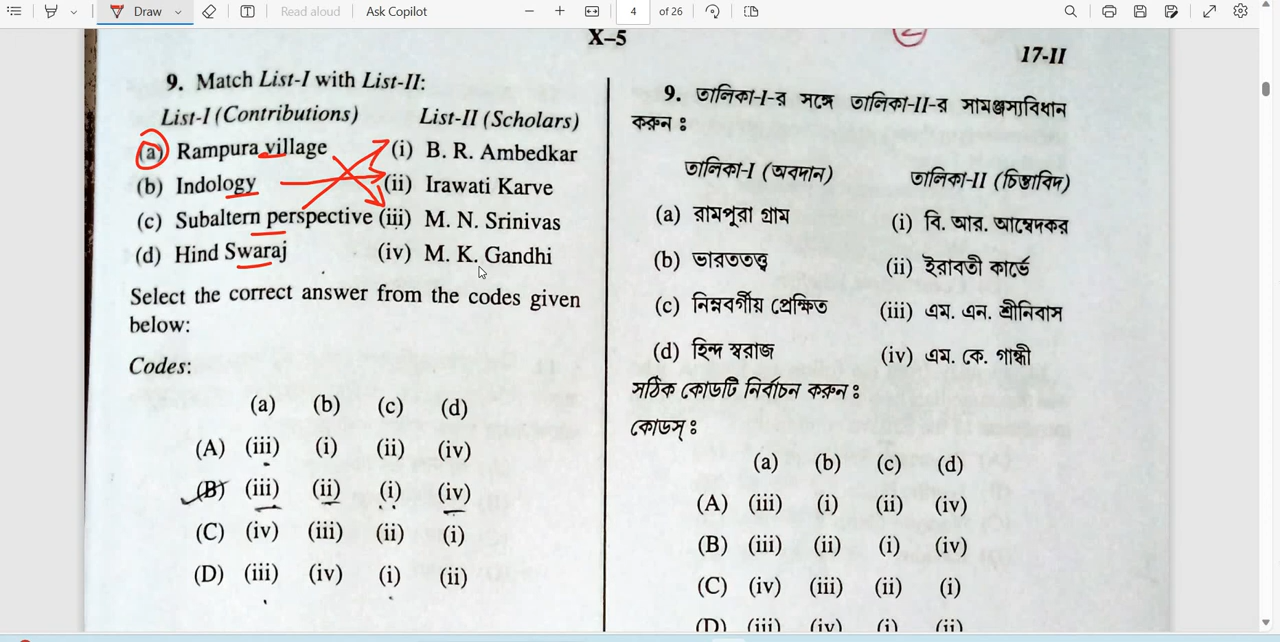 Draw
Read aloud
Ask Copilot
4 of 26
X–5
17-II
9. Match List-I with List-II:
List-I (Contributions) List-II (Scholars)
(a) Rampura village (i) B. R. Ambedkar
(b) Indology (ii) Irawati Karve
(c) Subaltern perspective (iii) M. N. Srinivas
(d) Hind Swaraj (iv) M. K. Gandhi
Select the correct answer from the codes given
below:
Codes:
(a) (b) (c) (d)
(A) (iii) (i) (ii) (iv)
(B) (iii) (ii) (i) (iv)
(C) (iv) (iii) (ii) (i)
(D) (iii) (iv) (i) (ii)
9. তালিকা-I-র সঙ্গে তালিকা-II-র সামঞ্জস্যবিধান
করুন :
তালিকা-I (অবদান) তালিকা-II (চিন্তাবিদ)
(a) রামপুরা গ্রাম (i) বি. আর. আম্বেদকর
(b) ভারততত্ত্ব (ii) ইরাবতী কার্ভে
(c) নিম্নবর্গীয় প্রেক্ষিত (iii) এম. এন. শ্রীনিবাস
(d) হিন্দ স্বরাজ (iv) এম. কে. গান্ধী
সঠিক কোডটি নির্বাচন করুন :
কোডস্ :
(a) (b) (c) (d)
(A) (iii) (i) (ii) (iv)
(B) (iii) (ii) (i) (iv)
(C) (iv) (iii) (ii) (i)
(D) (iii) (iv) (i) (ii)